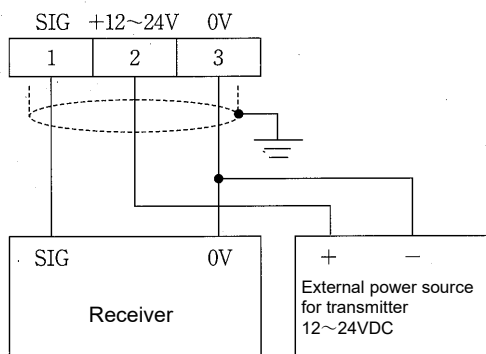 SIG +12～24V 0V
1 2 3
SIG 0V + −
Receiver
External power source
for transmitter
12～24VDC